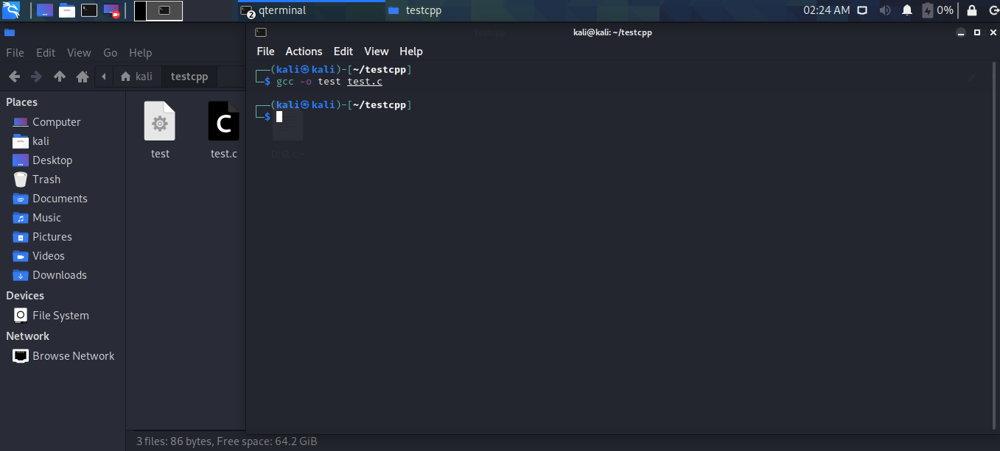 2 qterminal
testcpp
02:24 AM
0%
kali@kali: ~/testcpp
File Edit View Go Help
kali
testcpp
Places
Computer
kali
Desktop
Trash
Documents
Music
Pictures
Videos
Downloads
Devices
File System
Network
Browse Network
test
C
test.c
3 files: 86 bytes, Free space: 64.2 GiB
File Actions Edit View Help
┌──(kali㉿kali)-[~/testcpp]
└─$ gcc -o test test.c
┌──(kali㉿kali)-[~/testcpp]
└─$